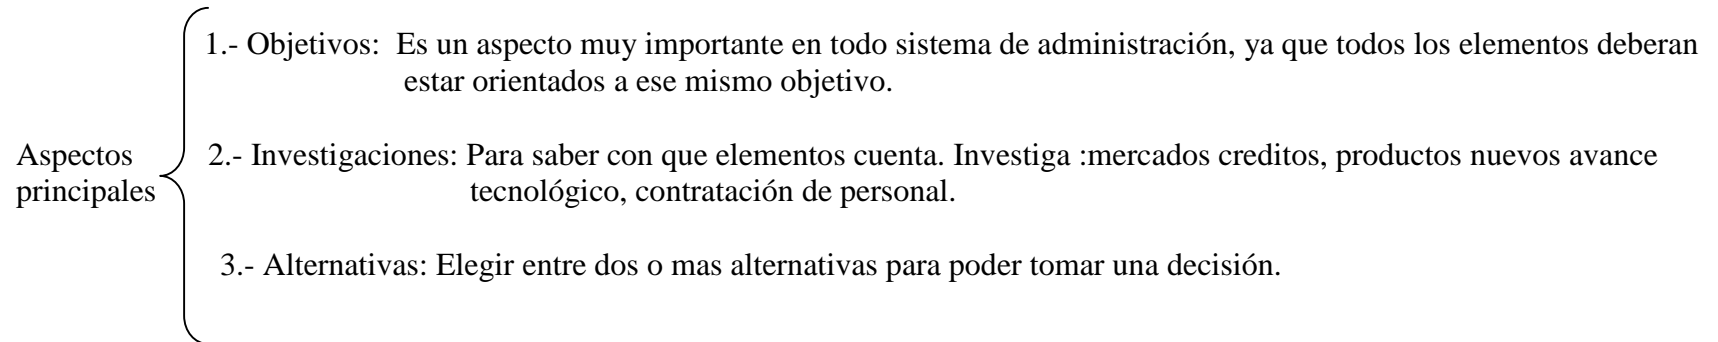 1.- Objetivos: Es un aspecto muy importante en todo sistema de administración, ya que todos los elementos deberan
estar orientados a ese mismo objetivo.
Aspectos
principales
2.- Investigaciones: Para saber con que elementos cuenta. Investiga :mercados creditos, productos nuevos avance
tecnológico, contratación de personal.
3.- Alternativas: Elegir entre dos o mas alternativas para poder tomar una decisión.